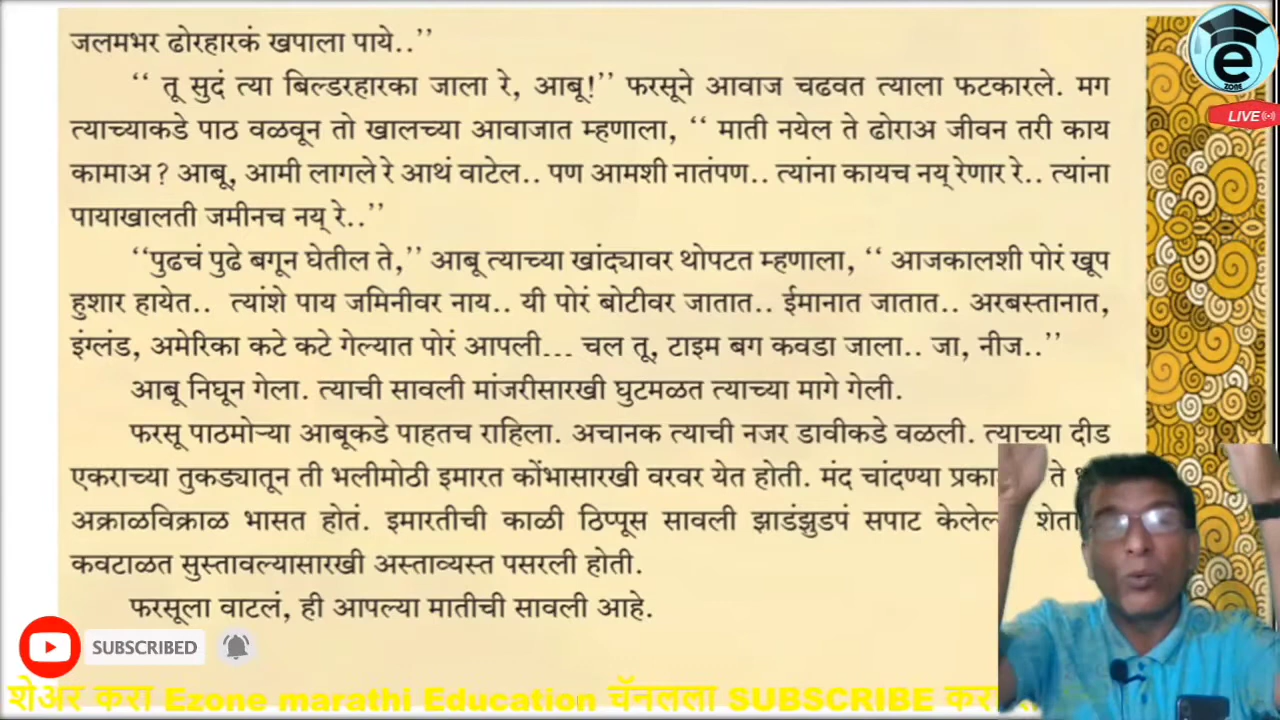 जलमभर ढोरहारकं खपाला पाये..’’
‘‘ तू सुदं त्या बिल्डरहारका जाला रे, आबू!’’ फरसूने आवाज चढवत त्याला फटकारले. मग
त्याच्याकडे पाठ वळवून तो खालच्या आवाजात म्हणाला, ‘‘ माती नयेल ते ढोराअ जीवन तरी काय
कामाअ? आबू, आमी लागले रे आथं वाटेल.. पण आमशी नातंपण.. त्यांना कायच नय् रेणार रे.. त्यांना
पायाखालती जमीनच नय् रे..’’
‘‘पुढचं पुढे बगून घेतील ते,’’ आबू त्याच्या खांद्यावर थोपटत म्हणाला, ‘‘ आजकालशी पोरं खूप
हुशार हायेत.. त्यांशे पाय जमिनीवर नाय.. यी पोरं बोटीवर जातात.. ईमानात जातात.. अरबस्तानात,
इंग्लंड, अमेरिका कटे कटे गेल्यात पोरं आपली... चल तू, टाइम बग कवडा जाला.. जा, नीज..’’
आबू निघून गेला. त्याची सावली मांजरीसारखी घुटमळत त्याच्या मागे गेली.
फरसू पाठमोऱ्या आबूकडे पाहतच राहिला. अचानक त्याची नजर डावीकडे वळली. त्याच्या दीड
एकराच्या तुकड्यातून ती भलीमोठी इमारत कोंभासारखी वरवर येत होती. मंद चांदण्या ते
अक्राळविक्राळ भासत होतं. इमारतीची काळी ठिप्पूस सावली झाडंझुडपं सपाट
कवटाळत सुस्तावल्यासारखी अस्ताव्यस्त पसरली होती.
फरसूला वाटलं, ही आपल्या मातीची सावली आहे.
e
ZONE
LIVE
SUBSCRIBED
शेअर करा Ezone marathi Education चॅनलला SUBSCRIBE